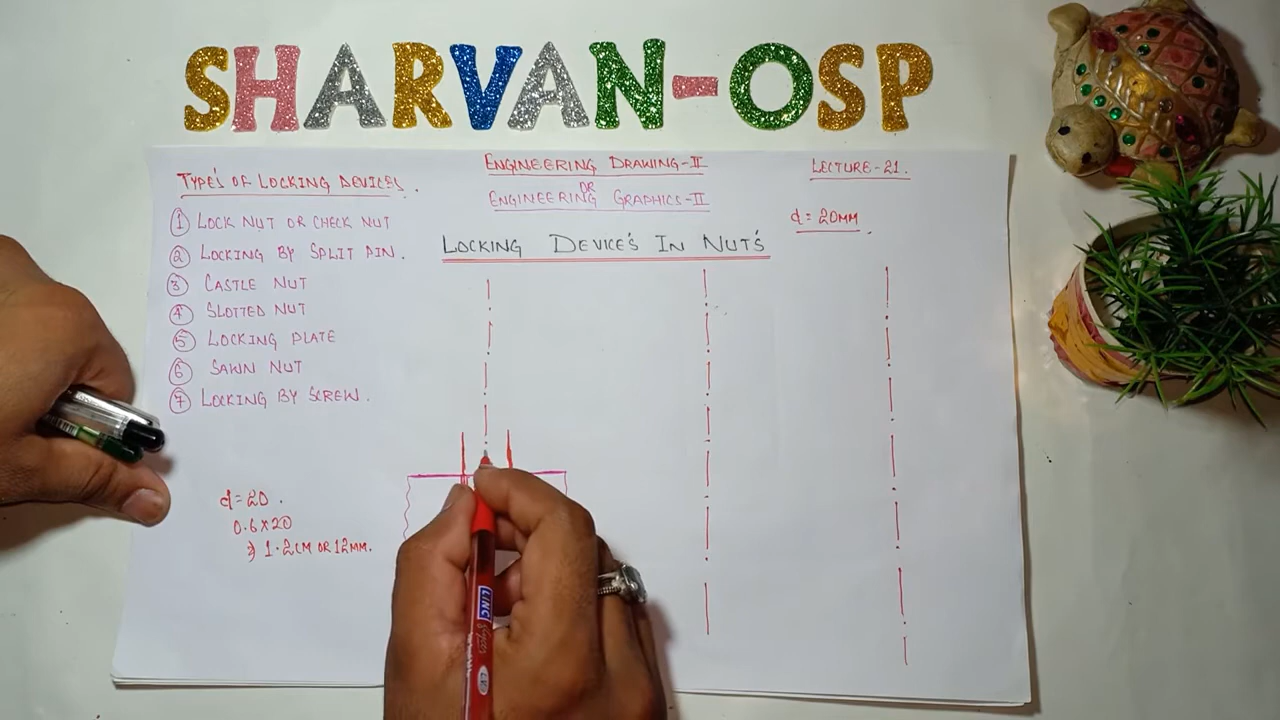 SHARVAN-OSP
ENGINEERING DRAWING-II
OR
ENGINEERING GRAPHICS-II
LECTURE-21.
TYPE'S OF LOCKING DEVICES.
d = 20MM.
LOCKING DEVICE'S IN NUT'S
1 LOCK NUT OR CHECK NUT
2 LOCKING BY SPLIT PIN.
3 CASTLE NUT
4 SLOTTED NUT
5 LOCKING PLATE
6 SAWN NUT
7 LOCKING BY SCREW.
d = 20.
0.6 × 20
⇒ 1.2CM OR 12MM.
LINC